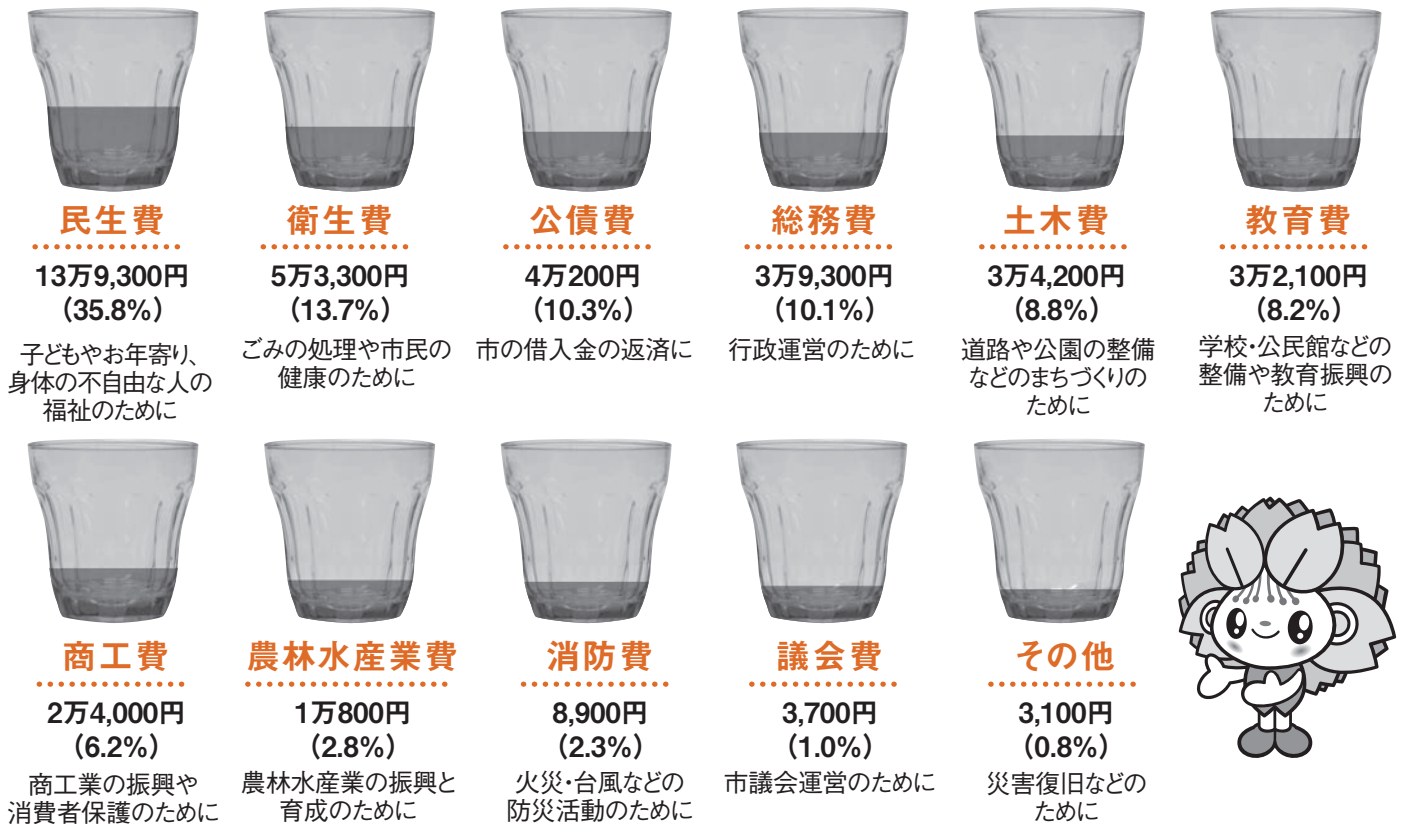 民生費
13万9,300円
(35.8%)
子どもやお年寄り、
身体の不自由な人の
福祉のために
衛生費
5万3,300円
(13.7%)
ごみの処理や市民の
健康のために
公債費
4万200円
(10.3%)
市の借入金の返済に
総務費
3万9,300円
(10.1%)
行政運営のために
土木費
3万4,200円
(8.8%)
道路や公園の整備
などのまちづくりの
ために
教育費
3万2,100円
(8.2%)
学校・公民館などの
整備や教育振興の
ために
商工費
2万4,000円
(6.2%)
商工業の振興や
消費者保護のために
農林水産業費
1万800円
(2.8%)
農林水産業の振興と
育成のために
消防費
8,900円
(2.3%)
火災・台風などの
防災活動のために
議会費
3,700円
(1.0%)
市議会運営のために
その他
3,100円
(0.8%)
災害復旧などの
ために